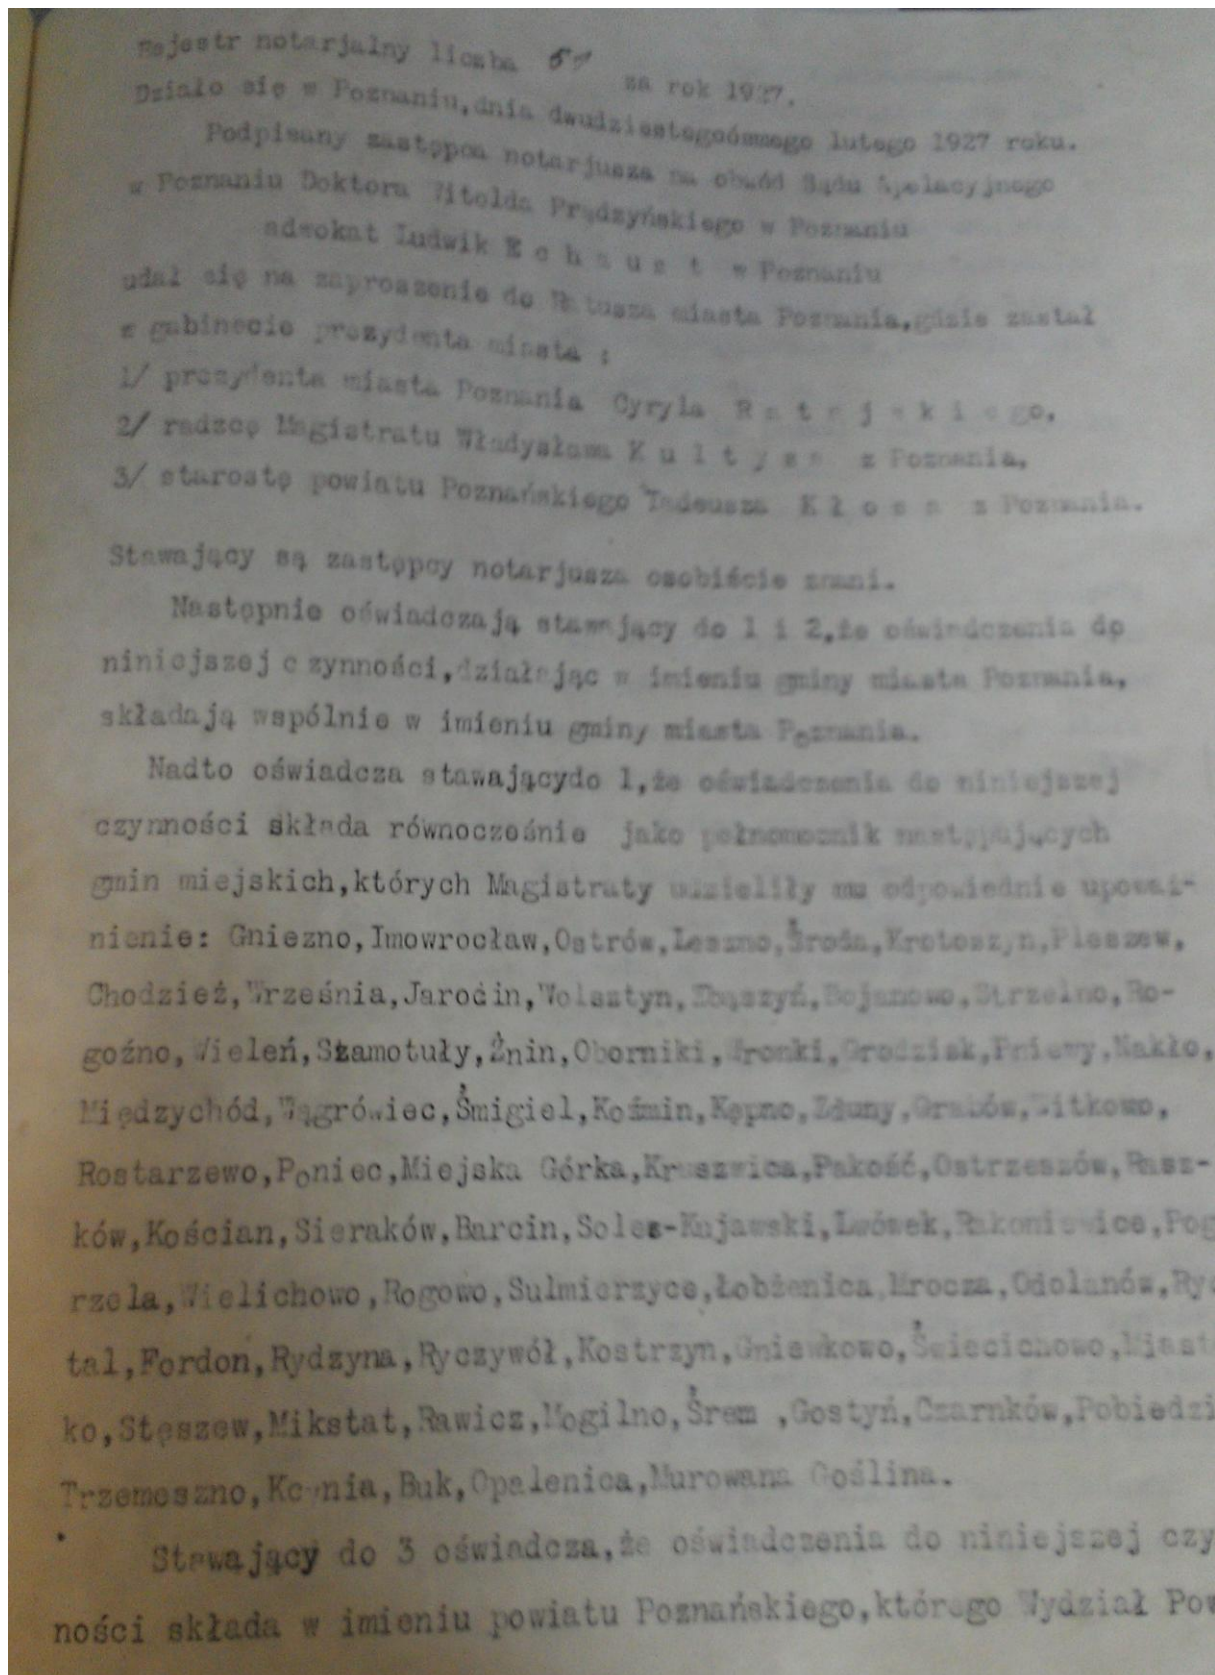 Rejestr notarjalny liczba 57 za rok 1927.
Działo się w Poznaniu,dnia dwudziestegoósmego lutego 1927 roku.
Podpisany zastępca notarjusza na obwód Sądu Apelacyjnego
w Poznaniu Doktora Witolda Prądzyńskiego w Poznaniu
adwokat Ludwik E c h a u s t w Poznaniu
udał się na zaproszenie do Ratusza miasta Poznania,gdzie zastał
w gabinecie prezydenta miasta :
1/ prezydenta miasta Poznania Cyryla R a t a j s k i ego,
2/ radzcę Magistratu Władysława K u l t y s a z Poznania,
3/ starostę powiatu Poznańskiego Tadeusza K ł o s a z Poznania.
Stawający są zastępcy notarjusza osobiście znani.
Następnie oświadczają stawający do 1 i 2,że oświadczenia do
niniejszej czynności,działając w imieniu gminy miasta Poznania,
składają wspólnie w imieniu gminy miasta Poznania.
Nadto oświadcza stawającydo 1,że oświadczenia do niniejszej
czynności składa równocześnie jako pełnomocnik następujących
gmin miejskich,których Magistraty udzieliły mu odpowiednie upoważ-
nienie: Gniezno,Imowrocław,Ostrów,Leszno,Środa,Krotoszyn,Pleszew,
Chodzież,Września,Jarocin,Wolsztyn,Zbąszyń,Bojanowo,Strzelno,Ro-
goźno,Wieleń,Szamotuły,Żnin,Oborniki,Wronki,Grodzisk,Pniewy,Nakło,
Międzychód,Wągrówiec,Śmigiel,Koźmin,Kępno,Zduny,Grabów,Witkowo,
Rostarzewo,Poniec,Miejska Górka,Kruszwica,Pakość,Ostrzeszów,Rasz-
ków,Kościan,Sieraków,Barcin,Solec-Kujawski,Lwówek,Rakoniewice,Pog
rzela,Wielichowo,Rogowo,Sulmierzyce,Łobżenica,Mrocza,Odolanów,Ryc
tal,Fordon,Rydzyna,Ryczywół,Kostrzyn,Gniewkowo,Święciechowo,Miast
ko,Stęszew,Mikstat,Rawicz,Mogilno,Śrem ,Gostyń,Czarnków,Pobiedzi
Trzemeszno,Kcynia,Buk,Opalenica,Murowana Goślina.
Stawający do 3 oświadcza,że oświadczenia do niniejszej czy
ności składa w imieniu powiatu Poznańskiego,którego Wydział Pow